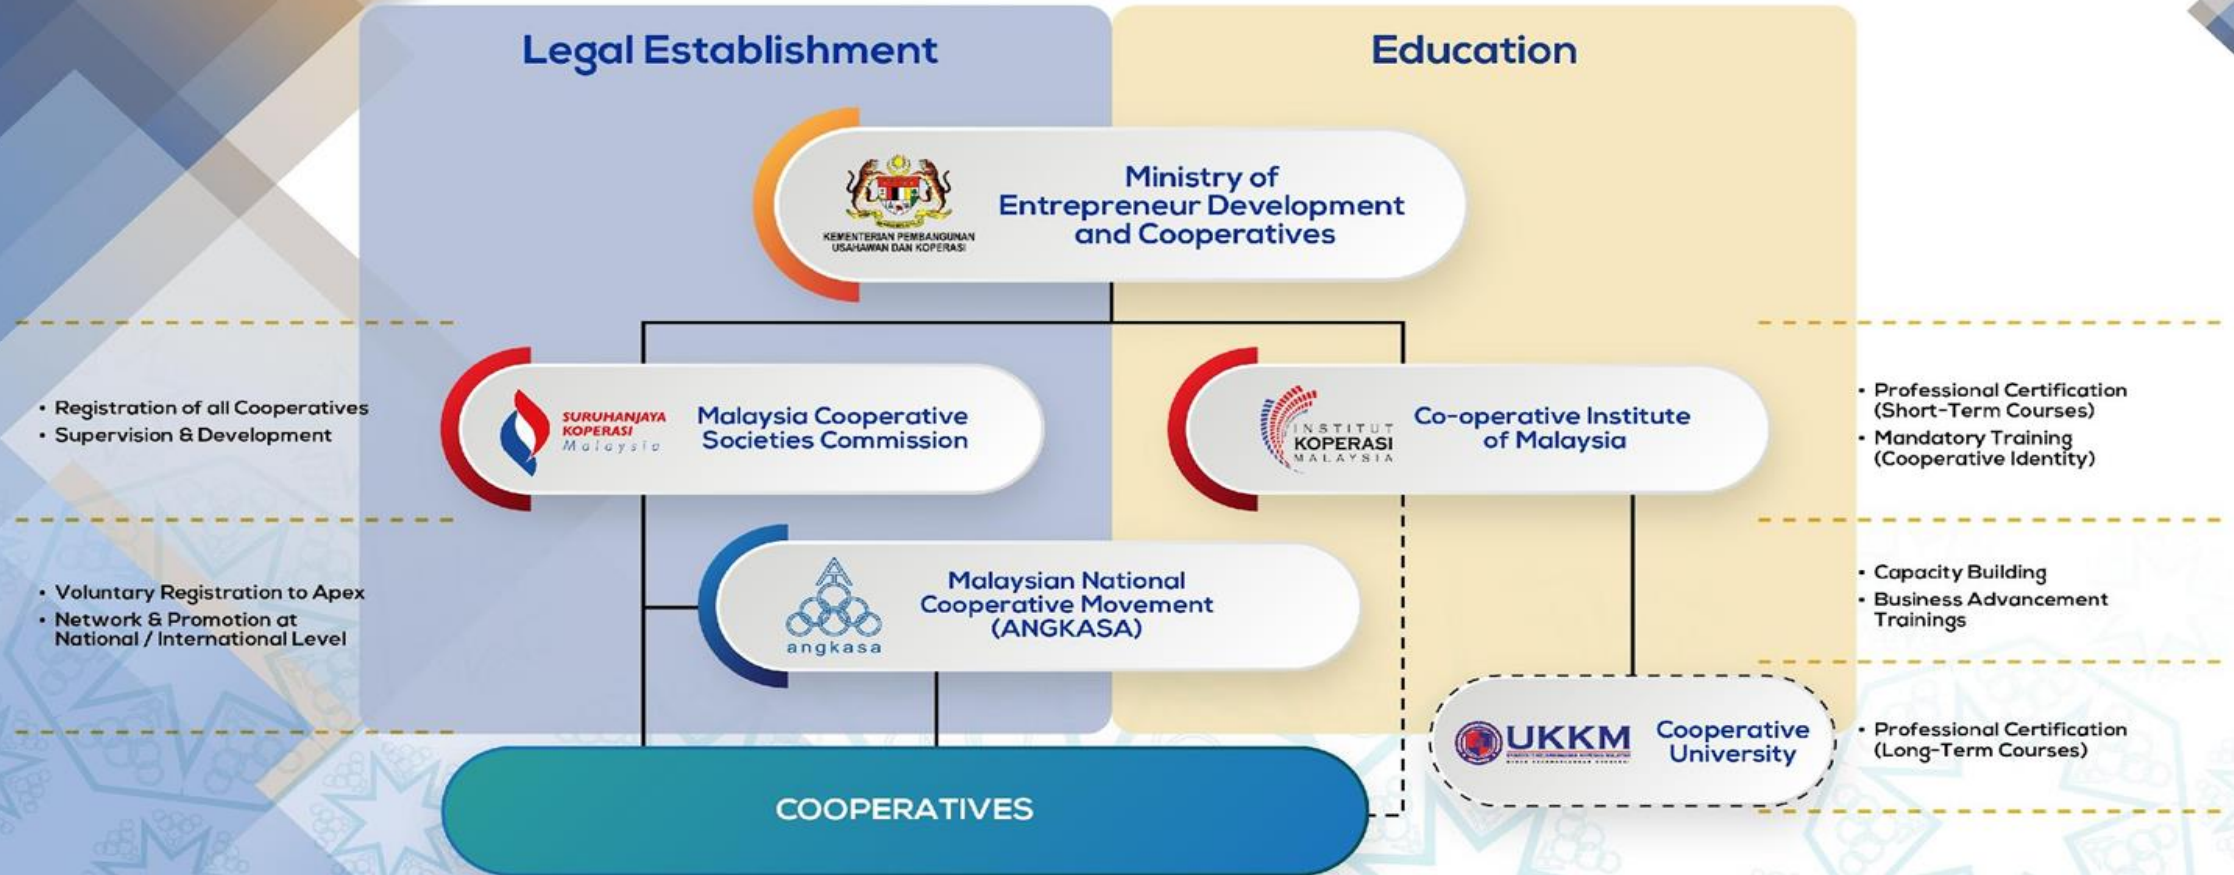 Legal Establishment
Education
KEMENTERIAN PEMBANGUNAN
USAHAWAN DAN KOPERASI
Ministry of
Entrepreneur Development
and Cooperatives
• Registration of all Cooperatives
• Supervision & Development
SURUHANJAYA
KOPERASI
Malaysia
Malaysia Cooperative
Societies Commission
INSTITUT
KOPERASI
MALAYSIA
Co-operative Institute
of Malaysia
• Professional Certification
(Short-Term Courses)
• Mandatory Training
(Cooperative Identity)
• Voluntary Registration to Apex
• Network & Promotion at
National / International Level
angkasa
Malaysian National
Cooperative Movement
(ANGKASA)
• Capacity Building
• Business Advancement
Trainings
UKKM
Cooperative
University
• Professional Certification
(Long-Term Courses)
COOPERATIVES